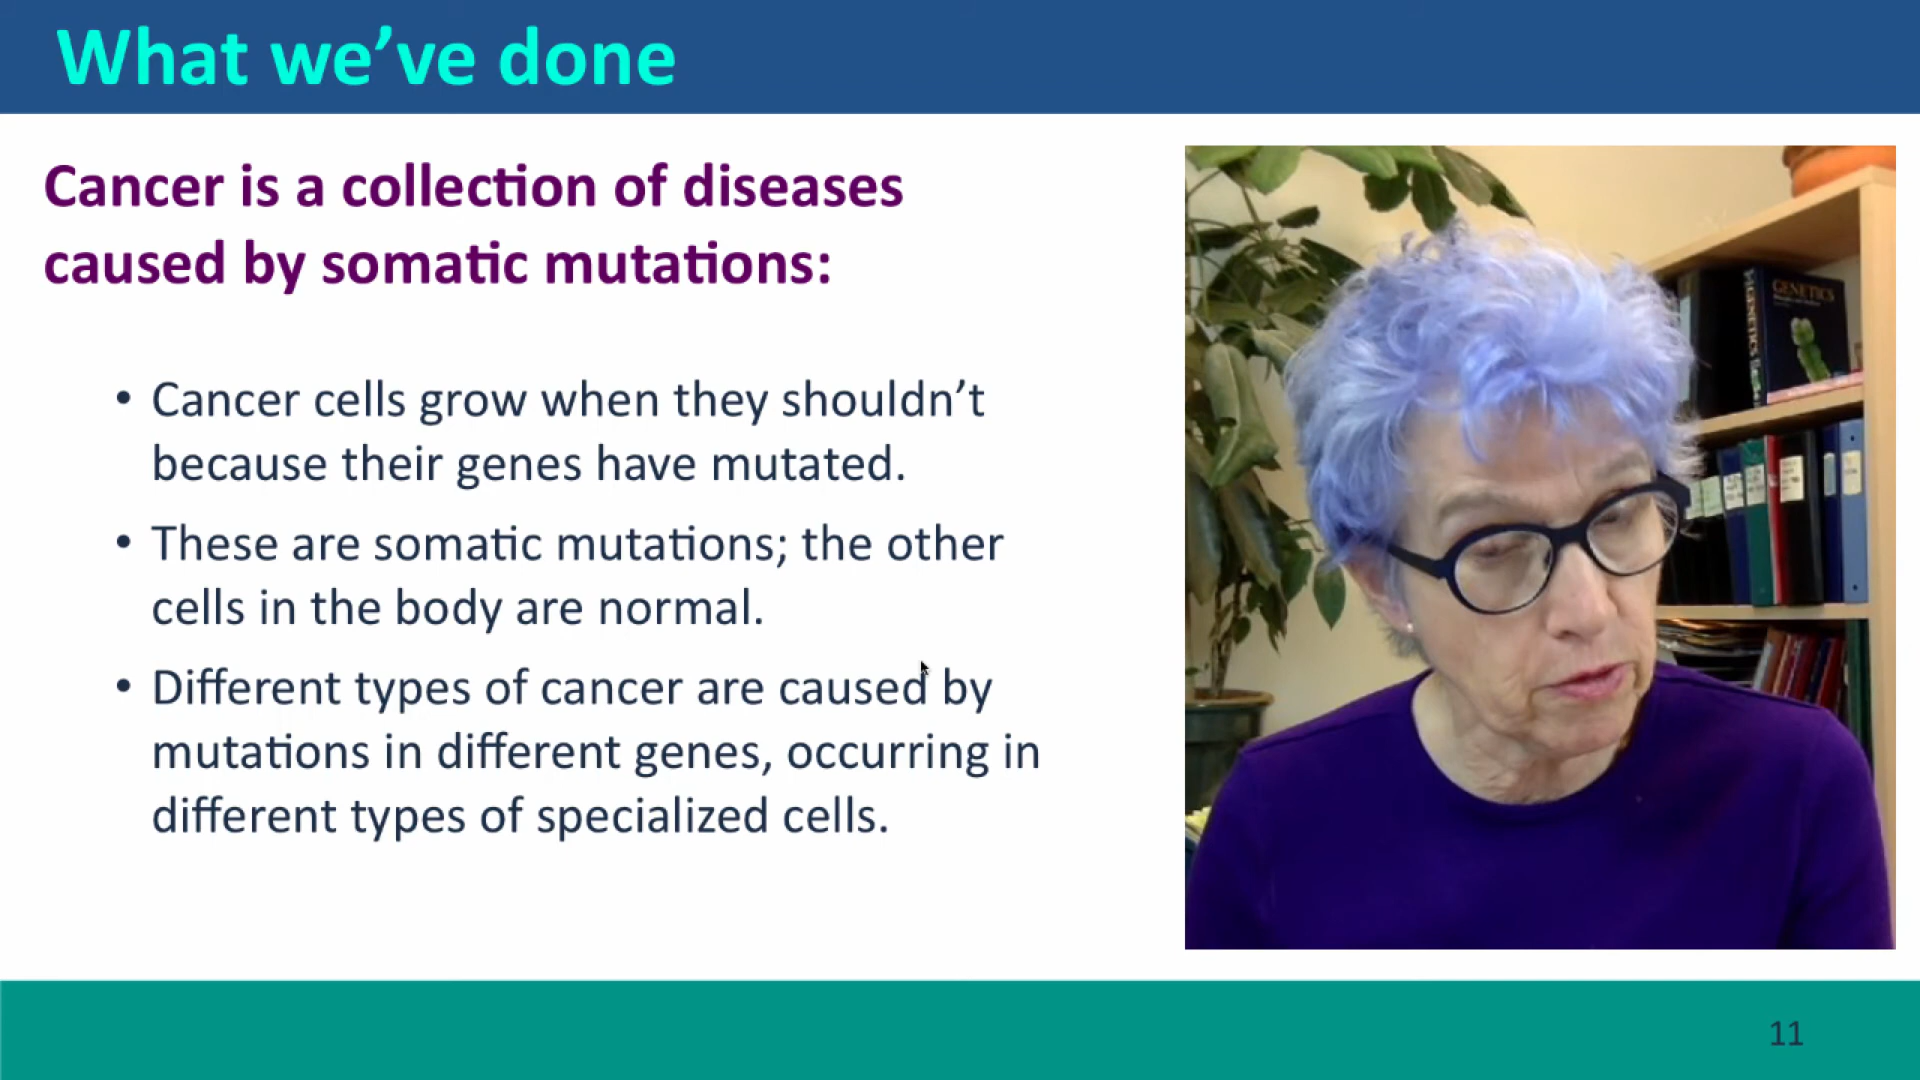 What we’ve done
Cancer is a collection of diseases
caused by somatic mutations:
• Cancer cells grow when they shouldn’t
because their genes have mutated.
• These are somatic mutations; the other
cells in the body are normal.
• Different types of cancer are caused by
mutations in different genes, occurring in
different types of specialized cells.
GENETICS
GENETICS
11